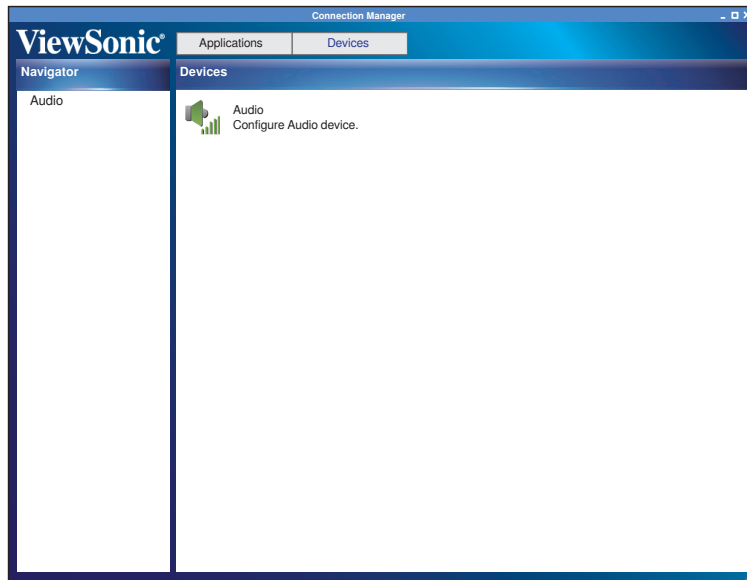 Connection Manager
ViewSonic®
Applications
Devices
Navigator
Devices
Audio
Audio
Configure Audio device.